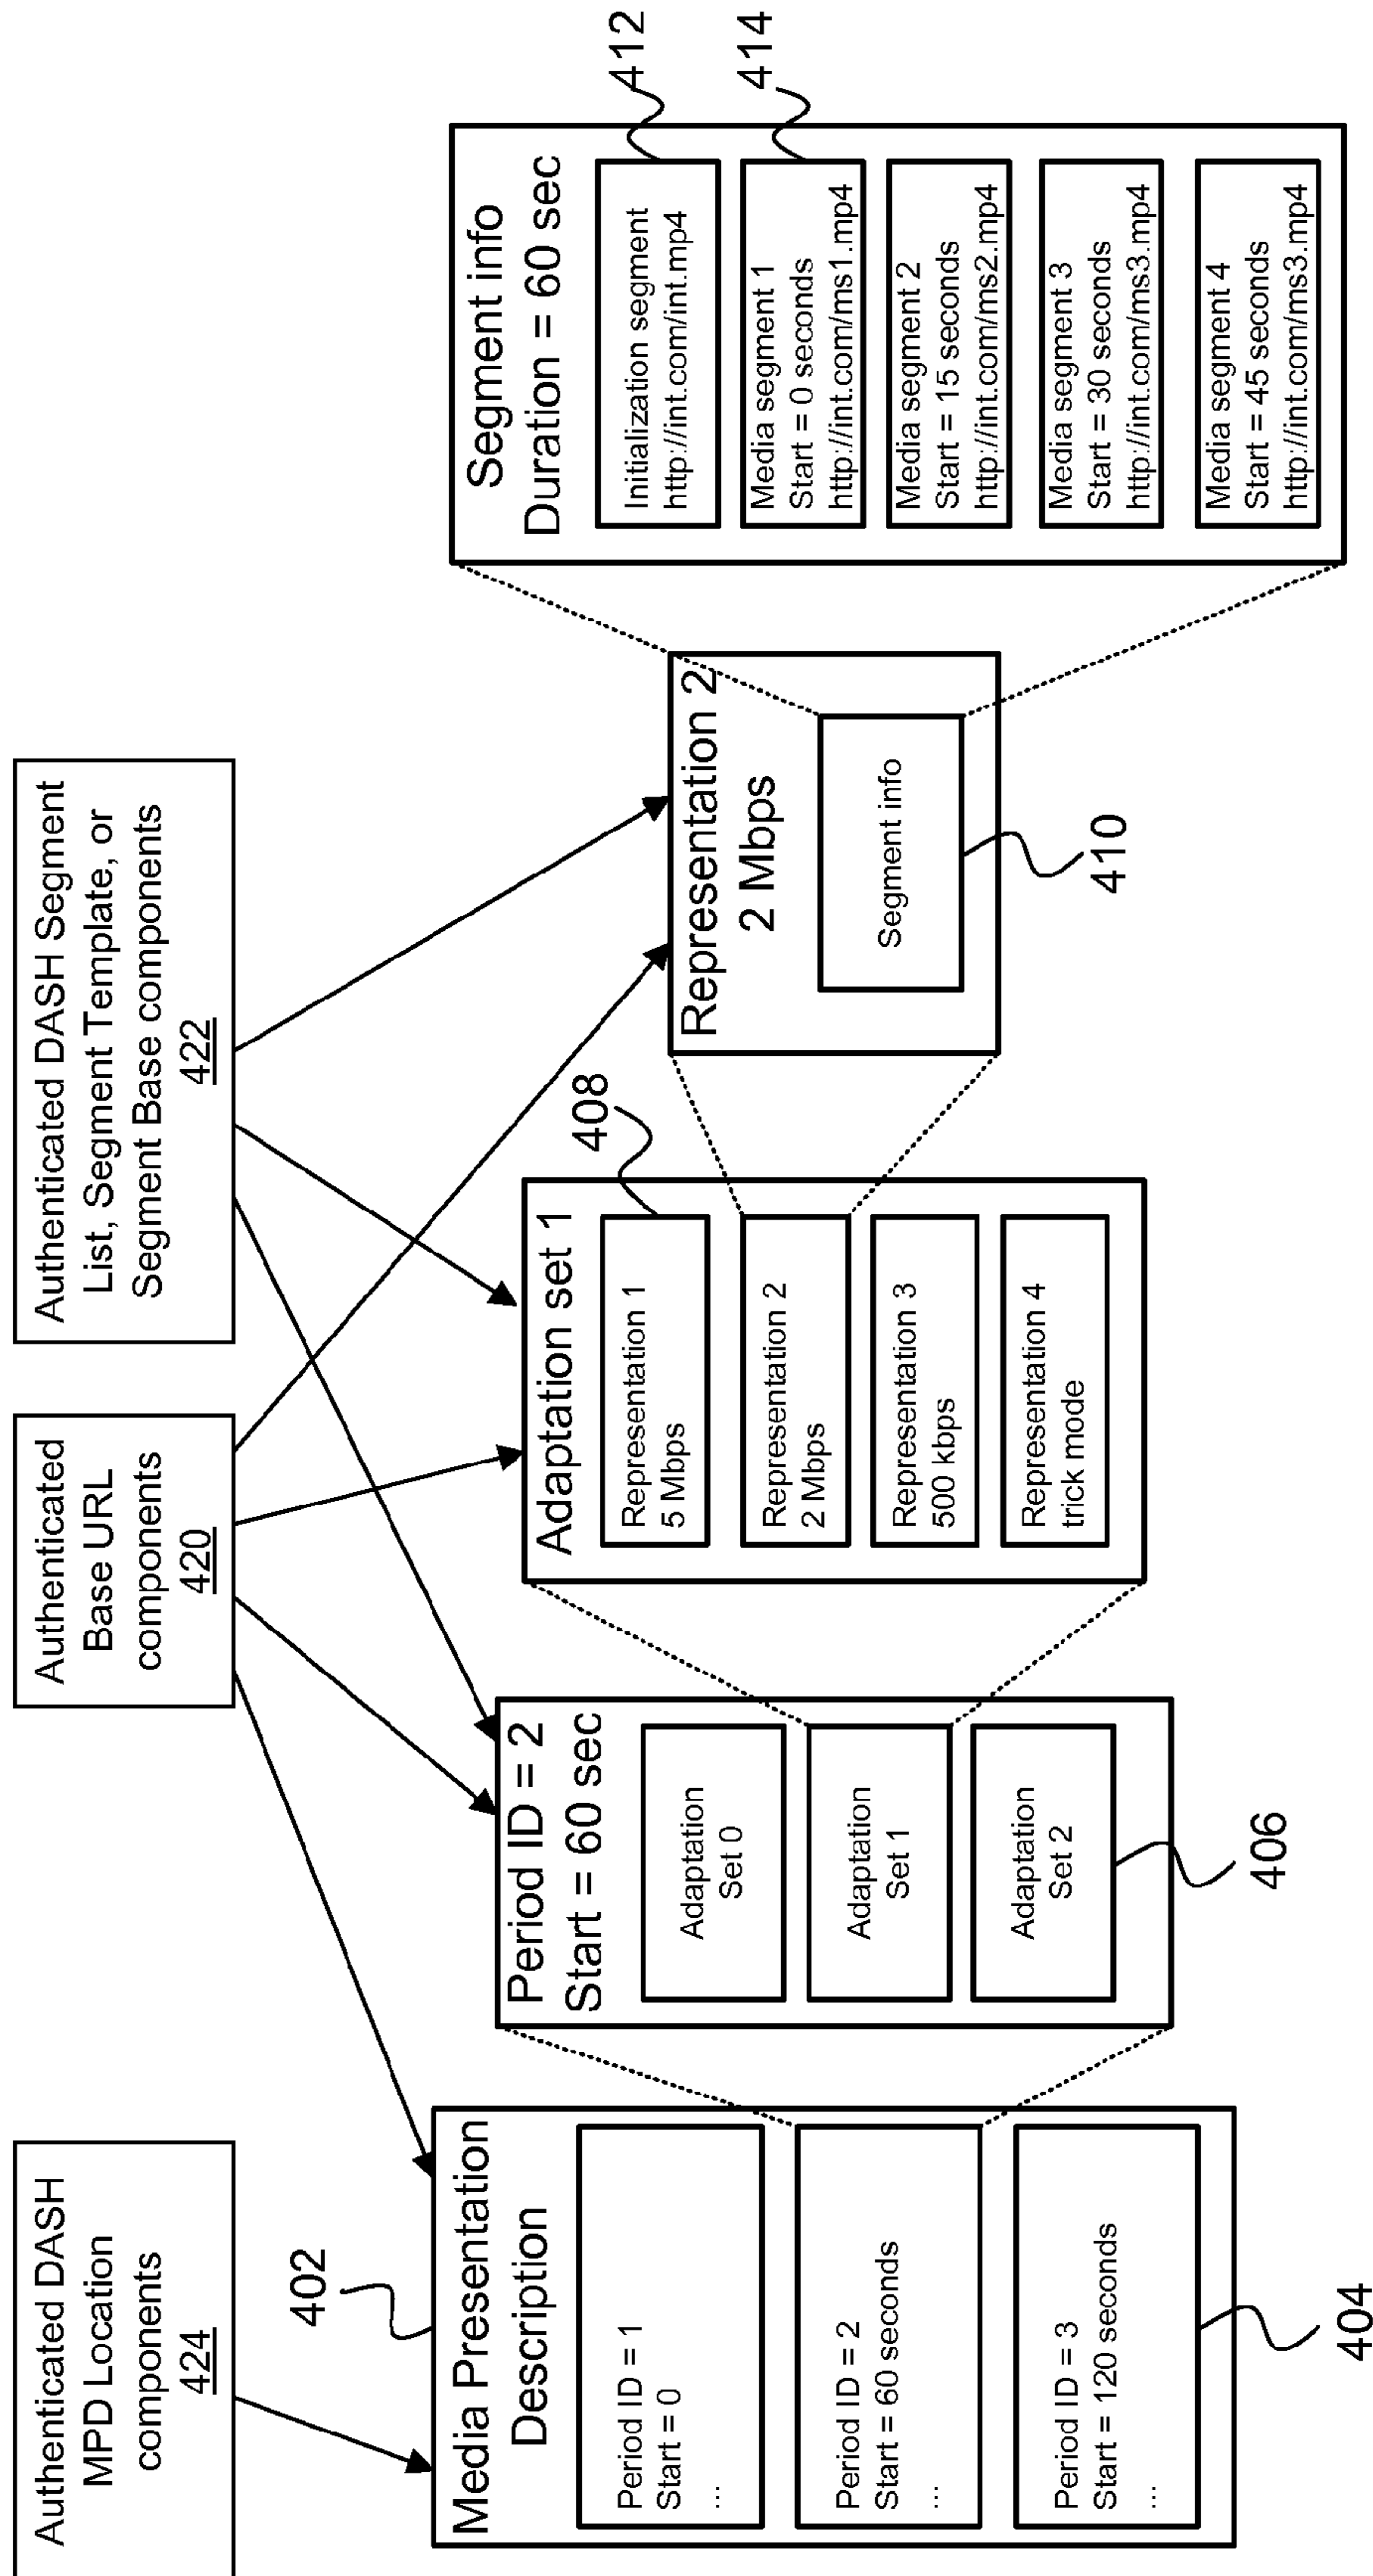 Authenticated DASH
MPD Location
components
424
Authenticated
Base URL
components
420
Authenticated DASH Segment
List, Segment Template, or
Segment Base components
422
402
Media Presentation
Description
Period ID = 1
Start = 0
...
Period ID = 2
Start = 60 seconds
...
Period ID = 3
Start = 120 seconds
...
404
Period ID = 2
Start = 60 sec
Adaptation
Set 0
Adaptation
Set 1
Adaptation
Set 2
406
Adaptation set 1
408
Representation 1
5 Mbps
Representation 2
2 Mbps
Representation 3
500 kbps
Representation 4
trick mode
Representation 2
2 Mbps
Segment info
410
Segment info
Duration = 60 sec
Initialization segment
http://int.com/int.mp4
412
Media segment 1
Start = 0 seconds
http://int.com/ms1.mp4
414
Media segment 2
Start = 15 seconds
http://int.com/ms2.mp4
Media segment 3
Start = 30 seconds
http://int.com/ms3.mp4
Media segment 4
Start = 45 seconds
http://int.com/ms3.mp4